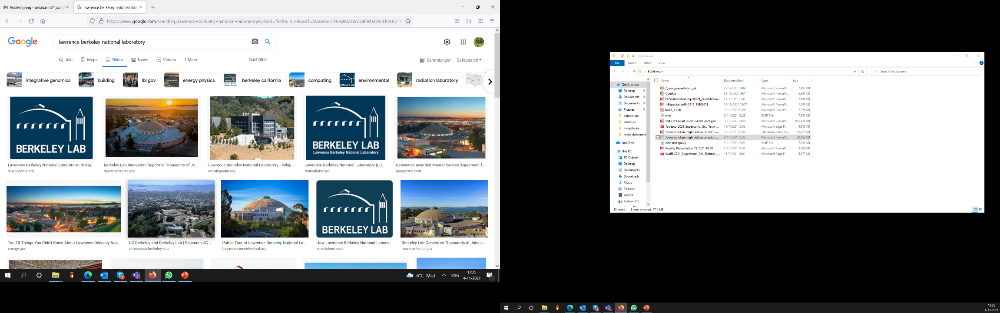 Posteingang - aniakario@googl
lawrence berkeley national labo
https://www.google.com/search?q=lawrence+berkeley+national+laboratory&client=firefox-b-d&sxsrf=AOaemvJCY6Ky80ZzWDcah84aJtwCFIteHQ:16
Google
lawrence berkeley national laboratory
Alle Maps Bilder News Videos Mehr Suchfilter Sammlungen SafeSearch
integrative genomics building lbl gov energy physics berkeley california computing environmental radiation laboratory
BERKELEY LAB
BERKELEY LAB
Lawrence Berkeley National Laboratory
Lawrence Berkeley National Laboratory - Wikip...
nl.wikipedia.org
Berkeley Lab Innovation Supports Thousands of Jo...
newscenter.lbl.gov
Lawrence Berkeley National Laboratory - Wikip...
en.wikipedia.org
Lawrence Berkeley National Laboratory (LB...
federallabs.org
Geosyntec awarded Master Service Agreement f...
geosyntec.com
BERKELEY LAB
Top 10 Things You Didn't Know About Lawrence Berkeley Nat...
energy.gov
UC Berkeley and Berkeley Lab | Research UC ...
vcresearch.berkeley.edu
Public Tour at Lawrence Berkeley National La...
bayareasciencefestival.org
How Lawrence Berkeley National Labora...
smartsheet.com
Berkeley Lab Generates Thousands of Jobs a...
newscenter.lbl.gov
6°C Mist ENG
12:25
4-11-2021
kolokwium
File Home Share View
kolokwium
Search kolokwium
Quick access
Desktop
Downloads
Documents
Pictures
kolokwium
literature
magisterka
moje_dokument
OneDrive
This PC
3D Objects
Desktop
Documents
Downloads
Music
Pictures
Videos
System (C:)
Name Date modified Type Size
2_min_presentation_ak 2-11-2021 18:09 Microsoft PowerP... 7.497 KB
Cynthia 31-10-2021 09:11 Microsoft PowerP... 6.991 KB
HTScablesMeeting230721_TeunMotiva... 23-7-2021 13:43 Microsoft PowerP... 2.196 KB
JcExpectationBi-2212_15102021 14-10-2021 15:07 Microsoft PowerP... 1.043 KB
Kario_1slide 3-11-2021 23:26 Microsoft PowerP... 2.276 KB
mm 3-11-2021 12:22 BMP File 7.731 KB
state of the art in cct's 4 feb 2021 gak 3-11-2021 10:58 Microsoft PowerP... 651.131 KB
Todesco_2021_Supercond._Sci._Techn... 15-7-2021 15:35 Microsoft Edge P... 9.106 KB
Towards future high field accelerator ... 3-11-2021 21:46 OpenDocument P... 41.723 KB
Towards future high field accelerator ... 4-11-2021 12:20 Microsoft PowerP... 28.063 KB
wax and epoxy 3-11-2021 12:22 BMP File 7.731 KB
Weekly Presentation TB 2021-10-29 1-11-2021 13:52 Microsoft PowerP... 3.969 KB
Wulff_2021_Supercond._Sci._Technol._... 15-7-2021 16:01 Microsoft Edge P... 5.877 KB
13 items 1 item selected 27,4 MB
12:25
4-11-2021